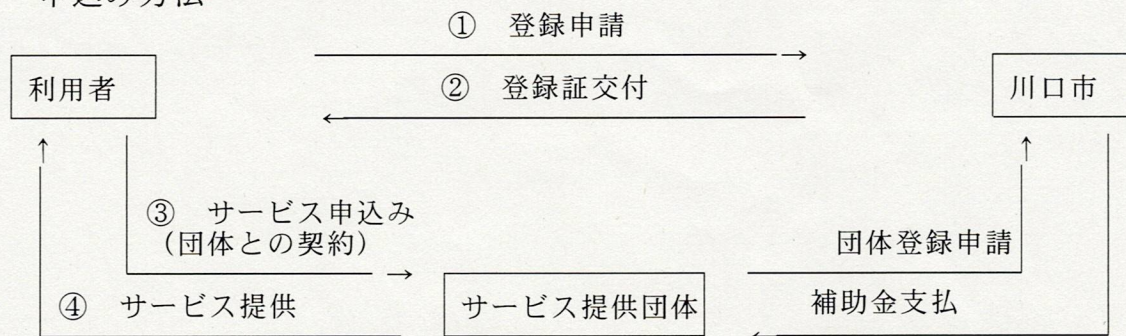 申込み方法
① 登録申請
利用者
② 登録証交付
川口市
③ サービス申込み
(団体との契約)
団体登録申請
④ サービス提供
サービス提供団体
補助金支払